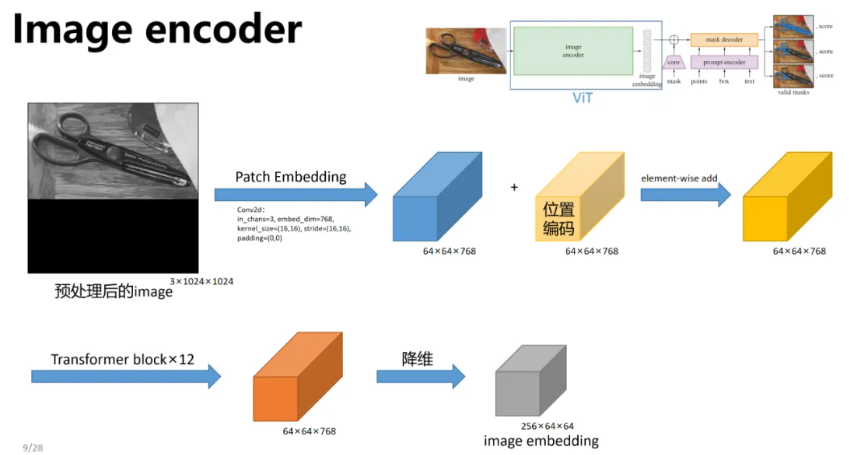 Image encoder
image
image
encoder
image
embedding
ViT
conv
mask
mask decoder
prompt encoder
points
box
text
, score
, score
, score
valid masks
预处理后的image
3×1024×1024
Patch Embedding
Conv2d:
in_chans=3, embed_dim=768,
kernel_size=(16,16), stride=(16,16),
padding=(0,0)
64×64×768
+
位置
编码
64×64×768
element-wise add
64×64×768
Transformer block×12
64×64×768
降维
256×64×64
image embedding
9/28